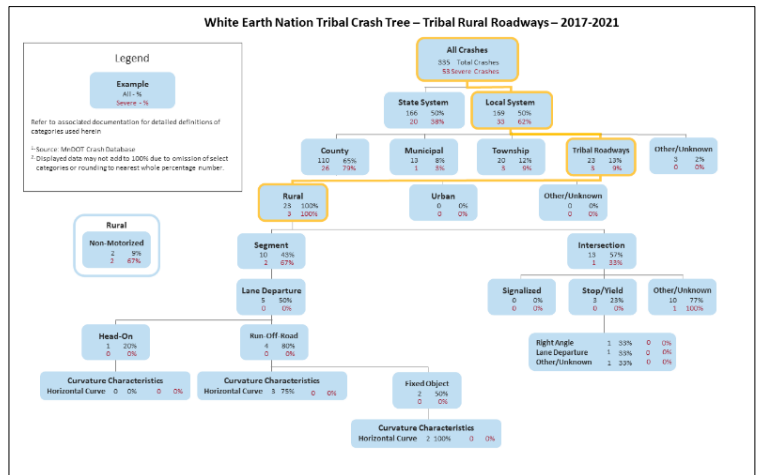 White Earth Nation Tribal Crash Tree – Tribal Rural Roadways – 2017-2021
Legend
Example
All - %
Severe - %
Refer to associated documentation for detailed definitions of
categories used herein
1. Source: MnDOT Crash Database
2. Displayed data may not add to 100% due to omission of select
categories or rounding to nearest whole percentage number.
All Crashes
335 Total Crashes
53 Severe Crashes
State System
166 50%
20 38%
Local System
169 50%
33 62%
County
110 65%
26 79%
Municipal
13 8%
1 3%
Township
20 12%
3 9%
Tribal Roadways
23 13%
3 9%
Other/Unknown
3 2%
0 0%
Rural
23 100%
3 100%
Urban
0 0%
0 0%
Other/Unknown
0 0%
0 0%
Rural
Non-Motorized
2 9%
2 67%
Segment
10 43%
2 67%
Intersection
13 57%
1 33%
Lane Departure
5 50%
0 0%
Signalized
0 0%
0 0%
Stop/Yield
3 23%
0 0%
Other/Unknown
10 77%
1 100%
Head-On
1 20%
0 0%
Run-Off-Road
4 80%
0 0%
Right Angle 1 33% 0 0%
Lane Departure 1 33% 0 0%
Other/Unknown 1 33% 0 0%
Curvature Characteristics
Horizontal Curve 0 0% 0 0%
Curvature Characteristics
Horizontal Curve 3 75% 0 0%
Fixed Object
2 50%
0 0%
Curvature Characteristics
Horizontal Curve 2 100% 0 0%